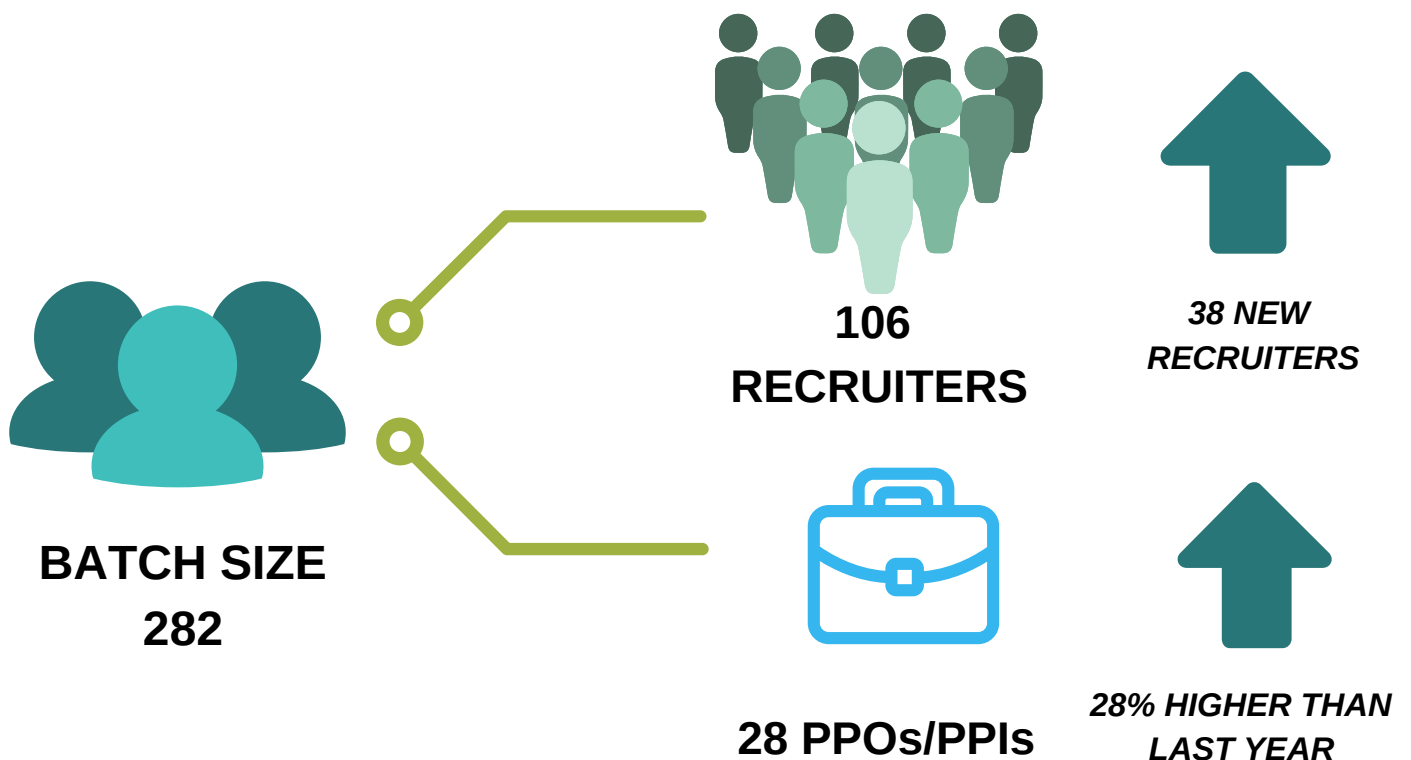 106
RECRUITERS
38 NEW
RECRUITERS
BATCH SIZE
282
28 PPOs/PPIs
28% HIGHER THAN
LAST YEAR